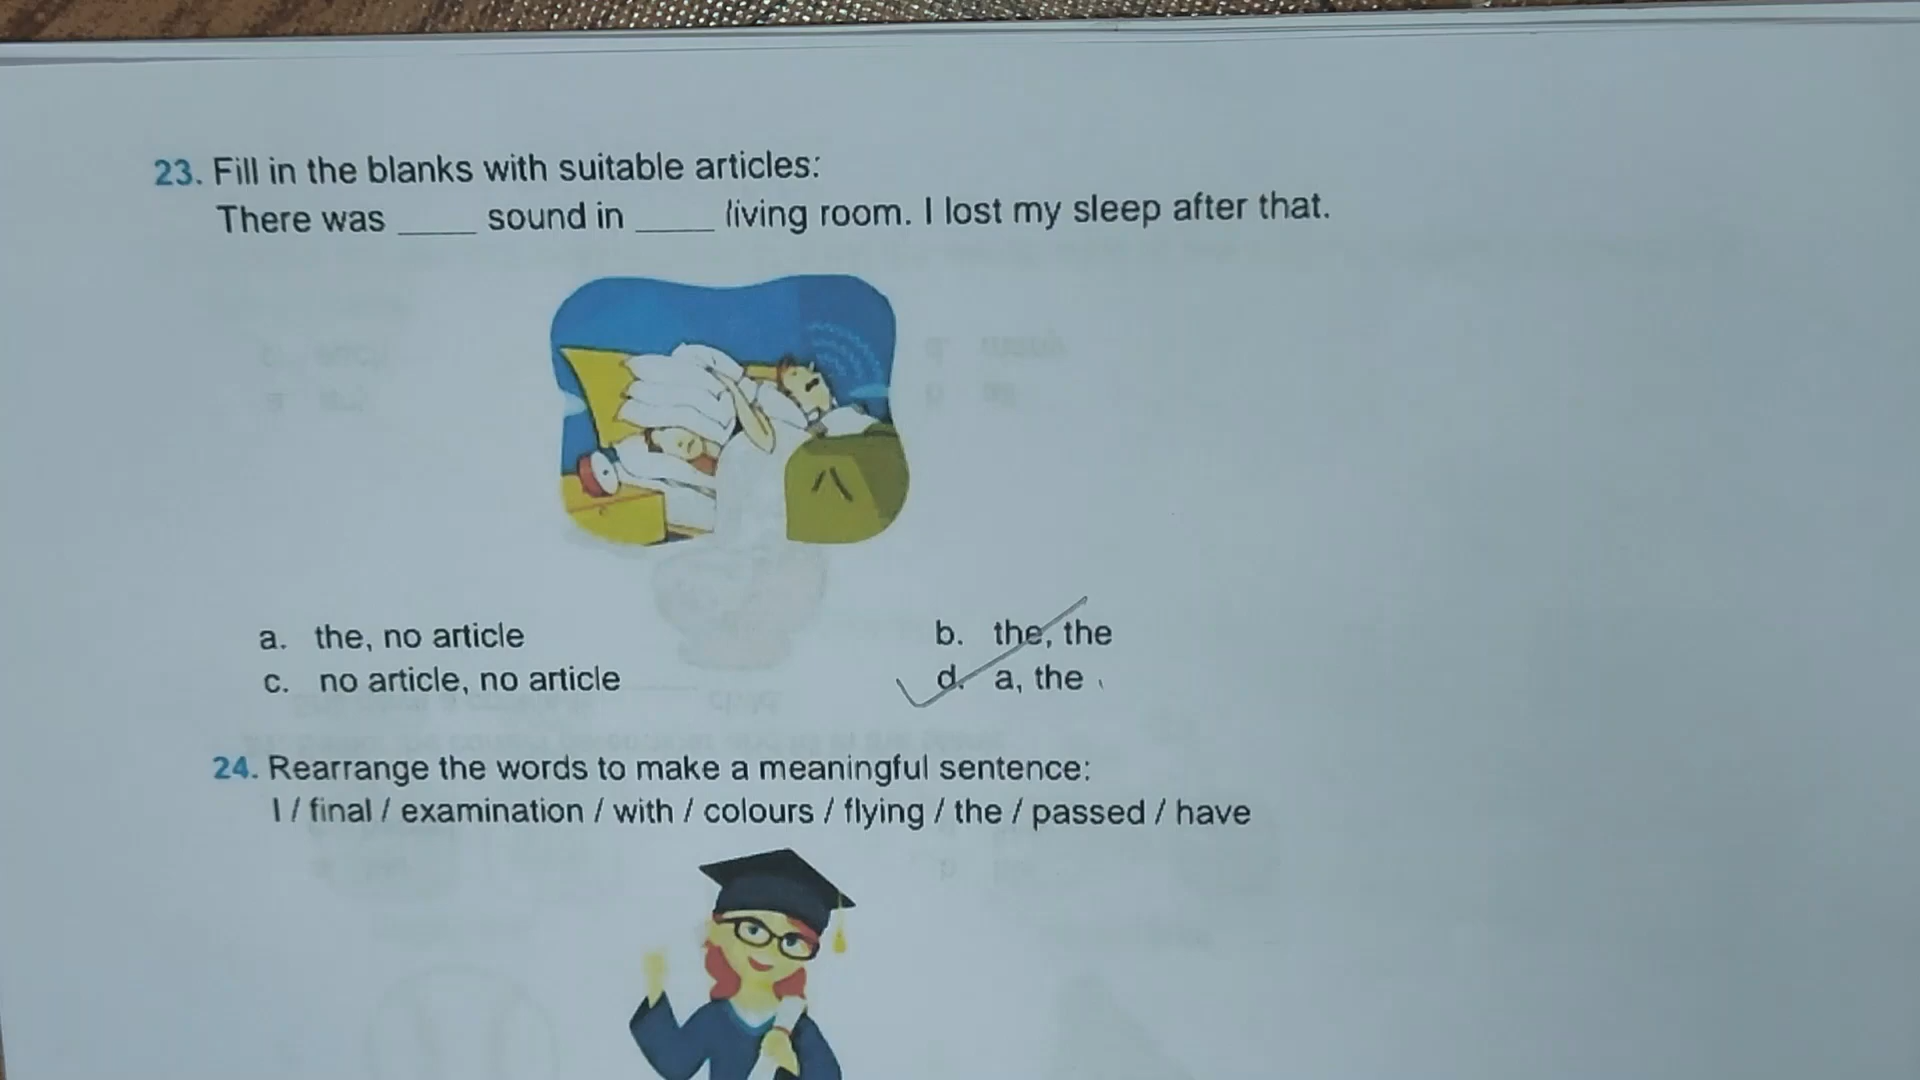 23. Fill in the blanks with suitable articles:
There was _____ sound in _____ living room. I lost my sleep after that.
a. the, no article
b. the, the
c. no article, no article
d. a, the
24. Rearrange the words to make a meaningful sentence:
I / final / examination / with / colours / flying / the / passed / have